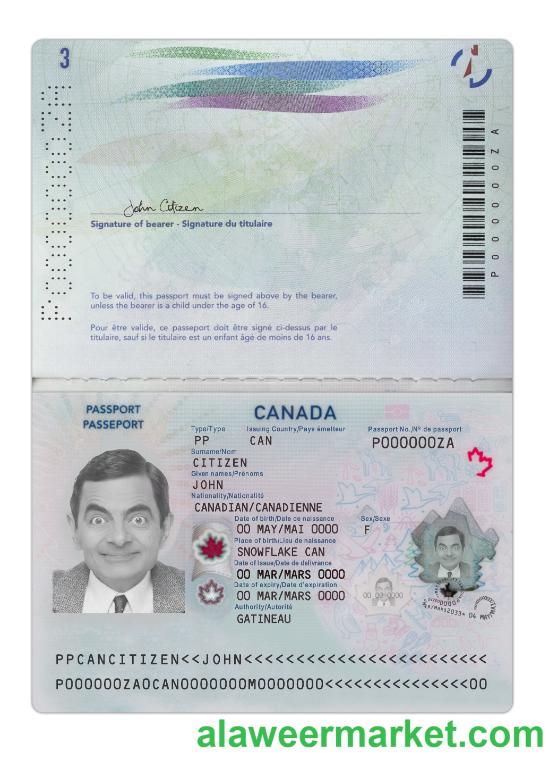 3
P000000ZA
P000000ZA
John Citizen
Signature of bearer - Signature du titulaire
To be valid, this passport must be signed above by the bearer,
unless the bearer is a child under the age of 16.
Pour être valide, ce passeport doit être signé ci-dessus par le
titulaire, sauf si le titulaire est un enfant âgé de moins de 16 ans.
PASSPORT
PASSEPORT
CANADA
Type/Type Issuing Country/Pays émetteur Passport No./Nº de passport
PP CAN P000000ZA
Surname/Nom
CITIZEN
Given names/Prénoms
JOHN
Nationality/Nationalité
CANADIAN/CANADIENNE
Date of birth/Date de naissance Sex/Sexe
00 MAY/MAI 0000 F
Place of birth/Lieu de naissance
SNOWFLAKE CAN
Date of issue/Date de délivrance
00 MAR/MARS 0000
Date of expiry/Date d'expiration
00 MAR/MARS 0000
Authority/Autorité
GATINEAU
00 00 0000
PPCANCITIZEN<<JOHN<<<<<<<<<<<<<<<<<<<<<<<<<<
P000000ZA0CAN0000000M0000000<<<<<<<<<<<<<<00
alaweermarket.com